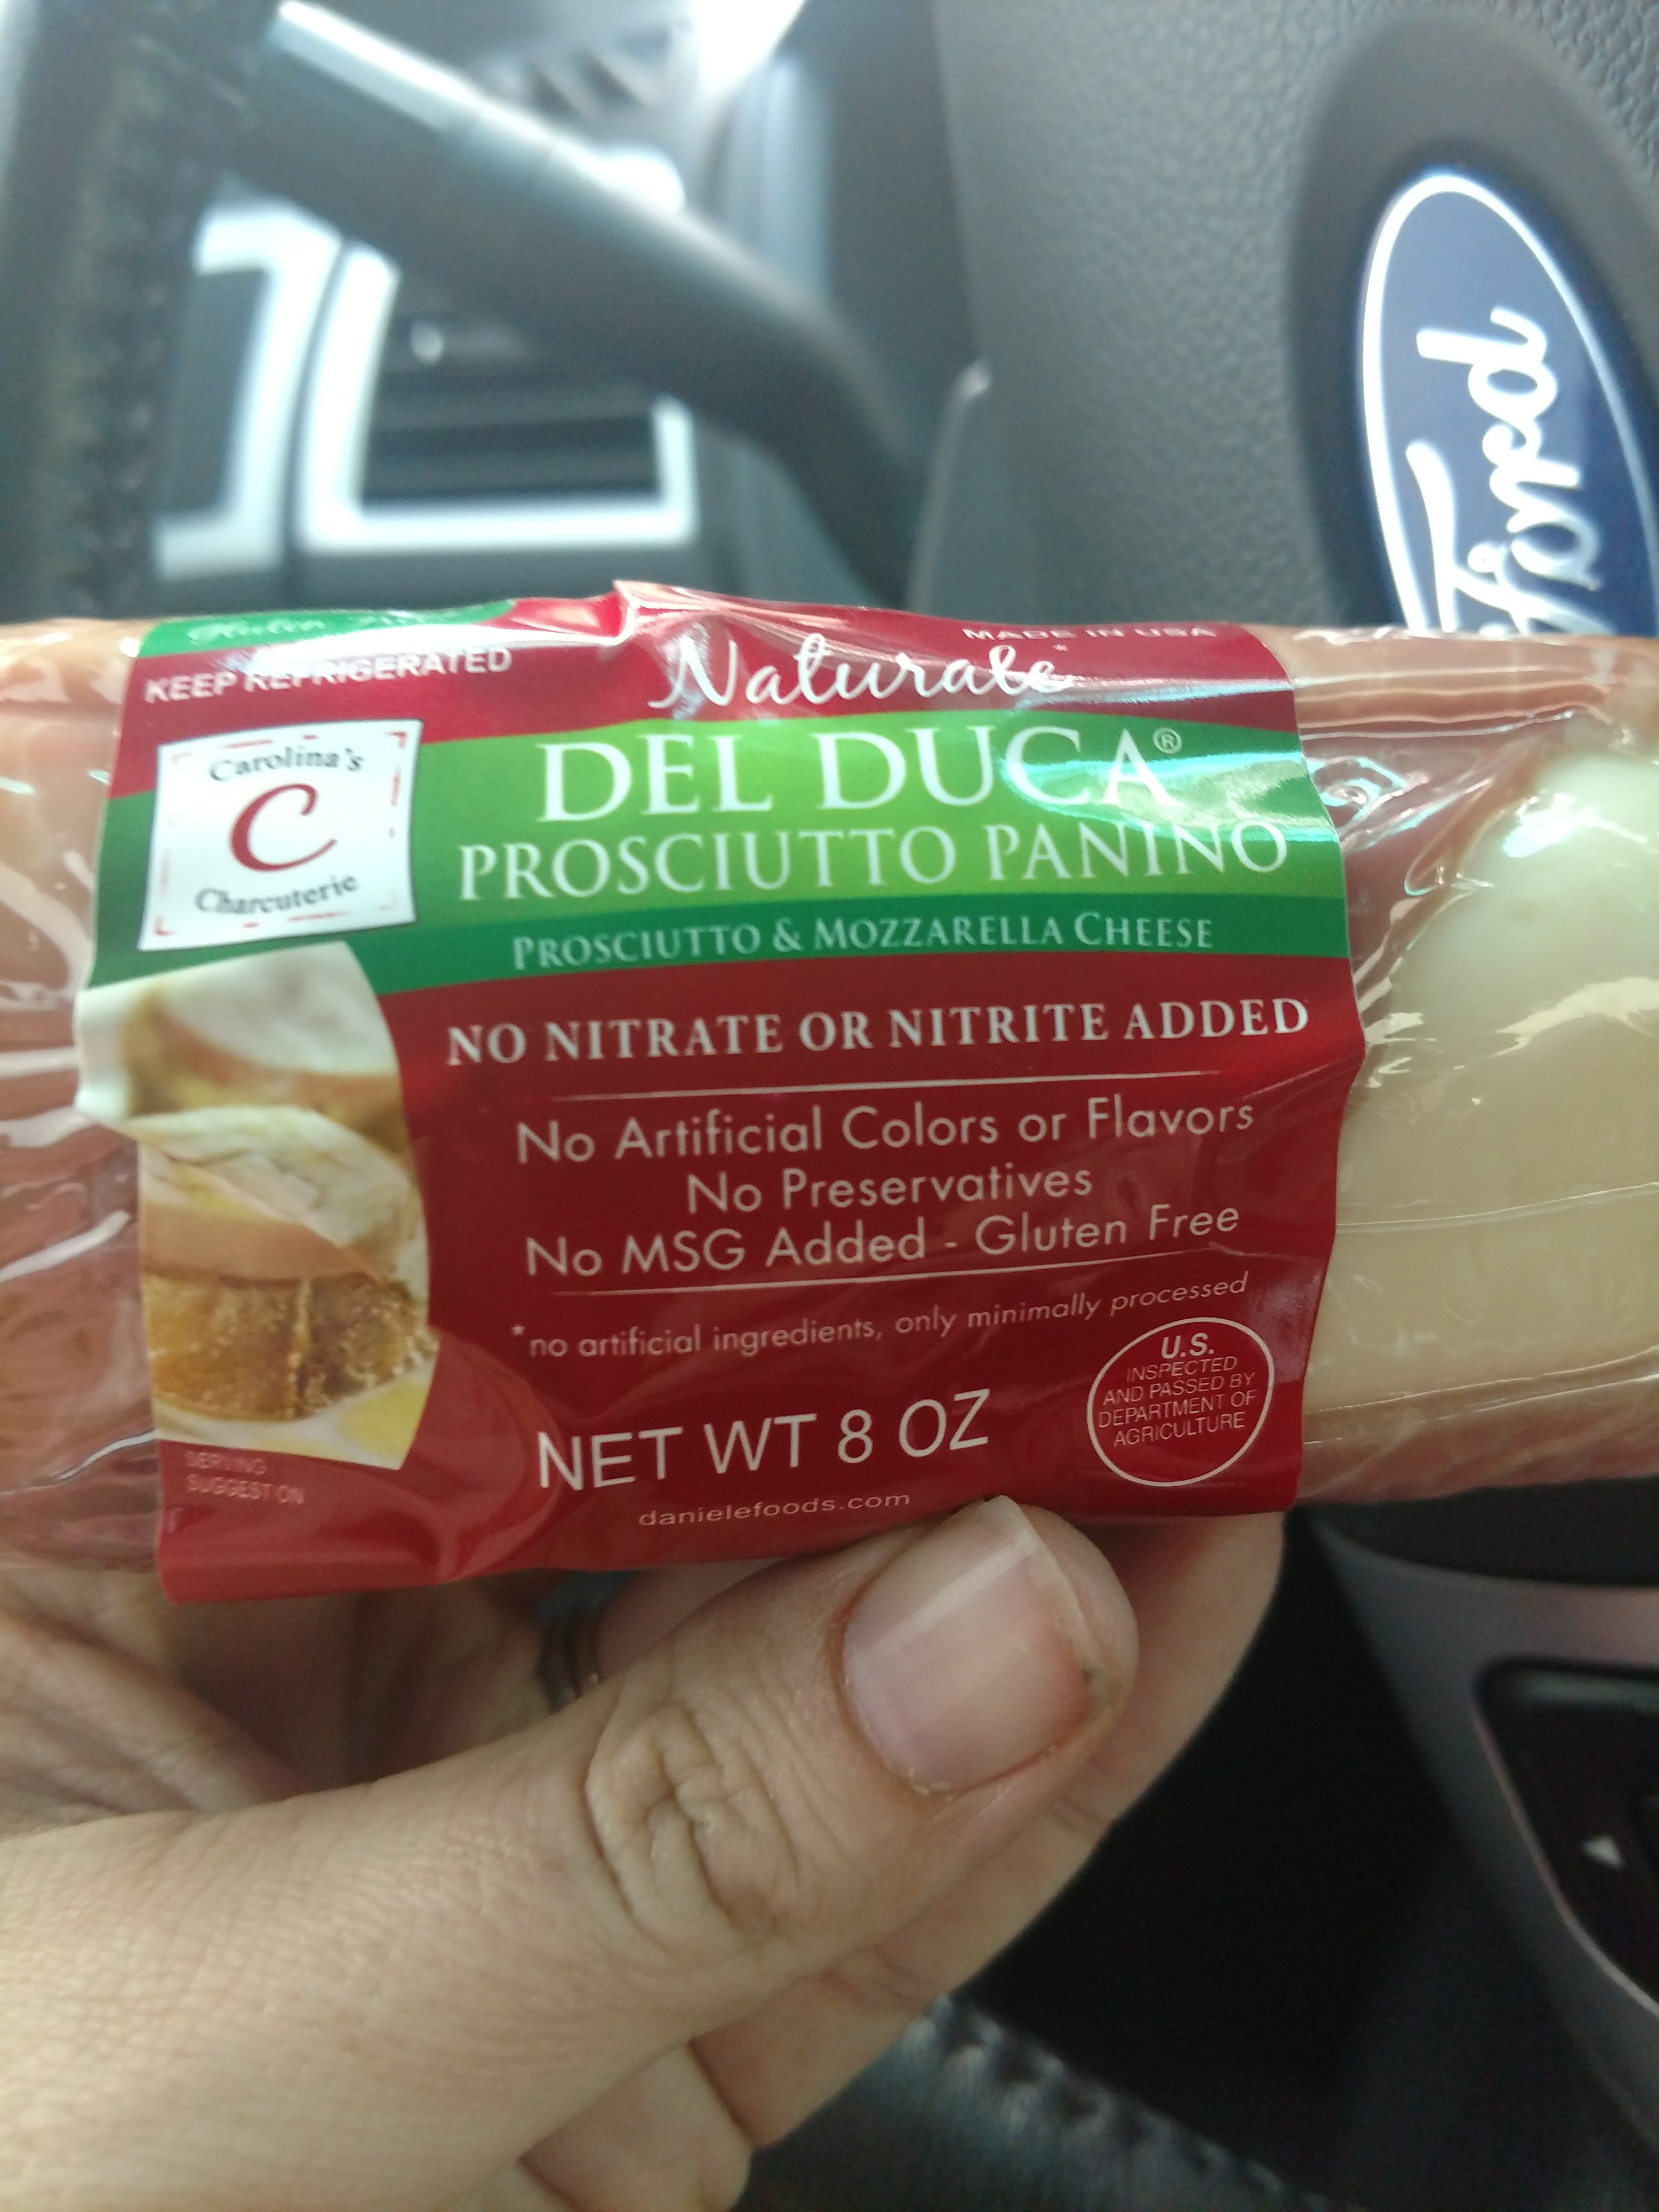 Gluten Free
MADE IN USA
KEEP REFRIGERATED
Naturale*
Carolina's
C
Charcuterie
DEL DUCA®
PROSCIUTTO PANINO
PROSCIUTTO & MOZZARELLA CHEESE
NO NITRATE OR NITRITE ADDED
No Artificial Colors or Flavors
No Preservatives
No MSG Added - Gluten Free
*no artificial ingredients, only minimally processed
U.S.
INSPECTED
AND PASSED BY
DEPARTMENT OF
AGRICULTURE
NET WT 8 OZ
SERVING
SUGGESTION
danielefoods.com
Ford